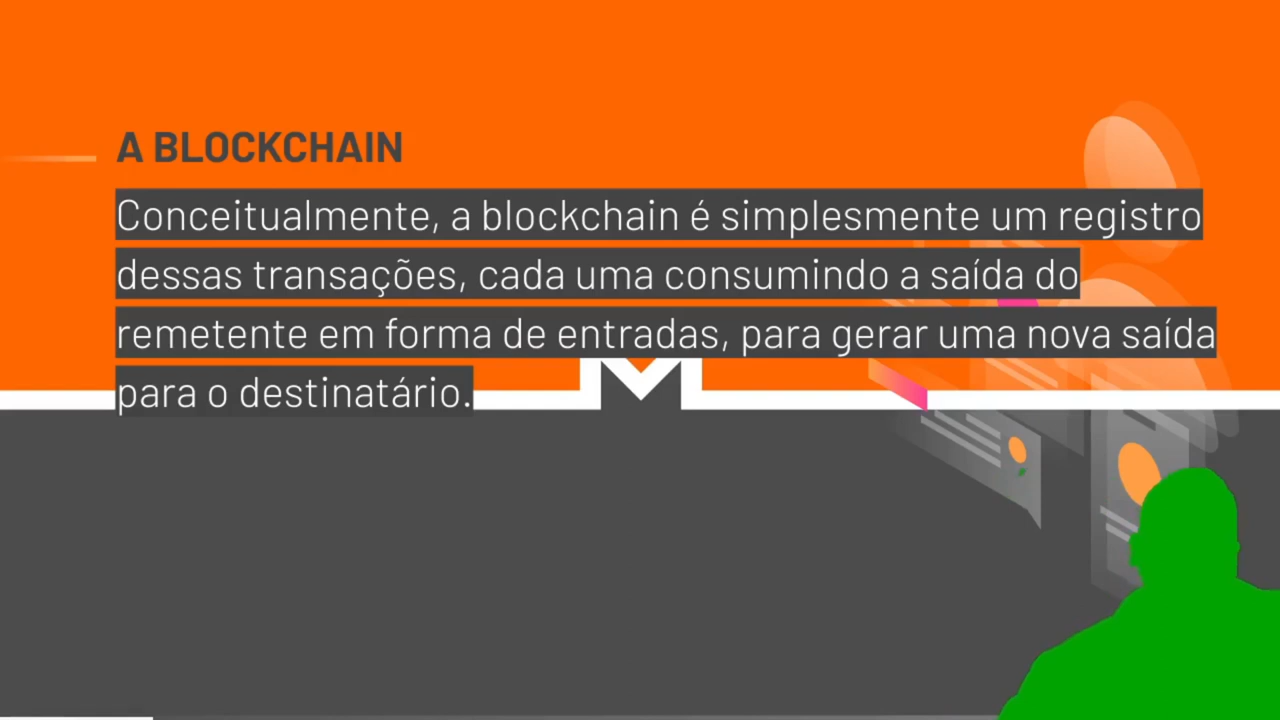 A BLOCKCHAIN
Conceitualmente, a blockchain é simplesmente um registro
dessas transações, cada uma consumindo a saída do
remetente em forma de entradas, para gerar uma nova saída
para o destinatário.